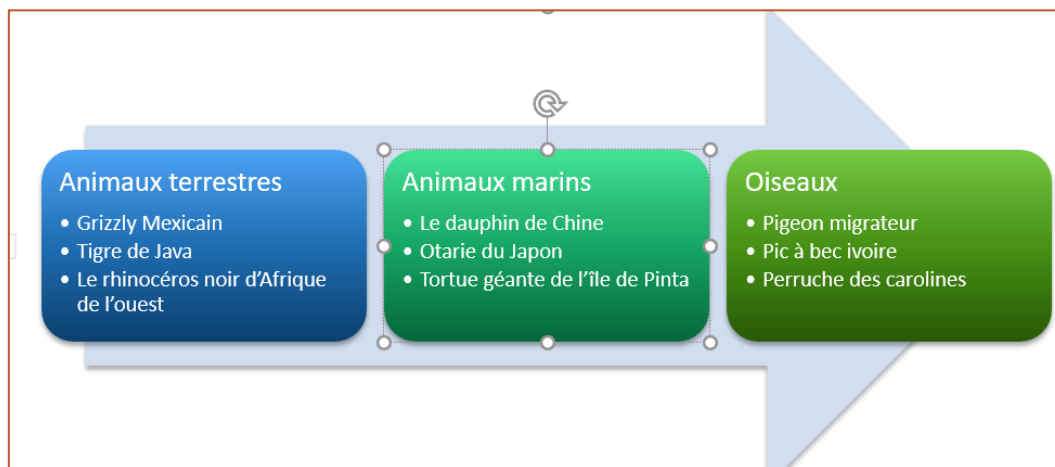 Animaux terrestres
• Grizzly Mexicain
• Tigre de Java
• Le rhinocéros noir d'Afrique
de l'ouest
Animaux marins
• Le dauphin de Chine
• Otarie du Japon
• Tortue géante de l'île de Pinta
Oiseaux
• Pigeon migrateur
• Pic à bec ivoire
• Perruche des carolines